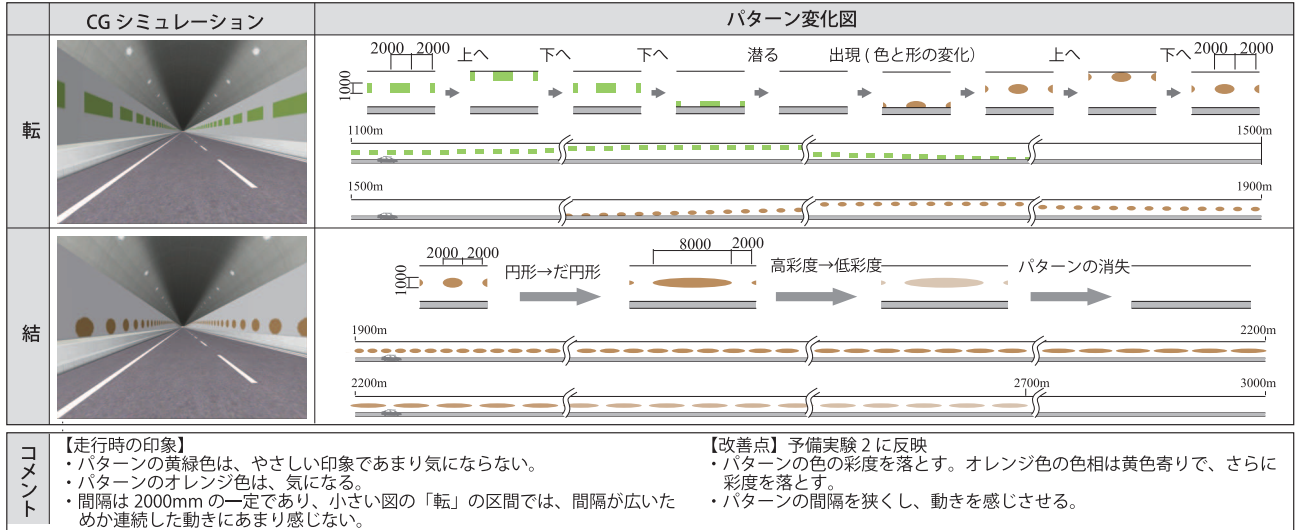 CG シミュレーション
パターン変化図
転
2000 2000
1000
上へ
下へ
下へ
潜る
出現 ( 色と形の変化)
上へ
下へ
2000 2000
1100m
1500m
1500m
1900m
結
2000 2000
1000
円形→だ円形
8000 2000
高彩度→低彩度
パターンの消失
1900m
2200m
2200m
2700m
3000m
コメント
【走行時の印象】
・パターンの黄緑色は、やさしい印象であまり気にならない。
・パターンのオレンジ色は、気になる。
・間隔は 2000mm の一定であり、小さい図の「転」の区間では、間隔が広いた
めか連続した動きにあまり感じない。
【改善点】予備実験 2 に反映
・パターンの色の彩度を落とす。オレンジ色の色相は黄色寄りで、さらに
彩度を落とす。
・パターンの間隔を狭くし、動きを感じさせる。